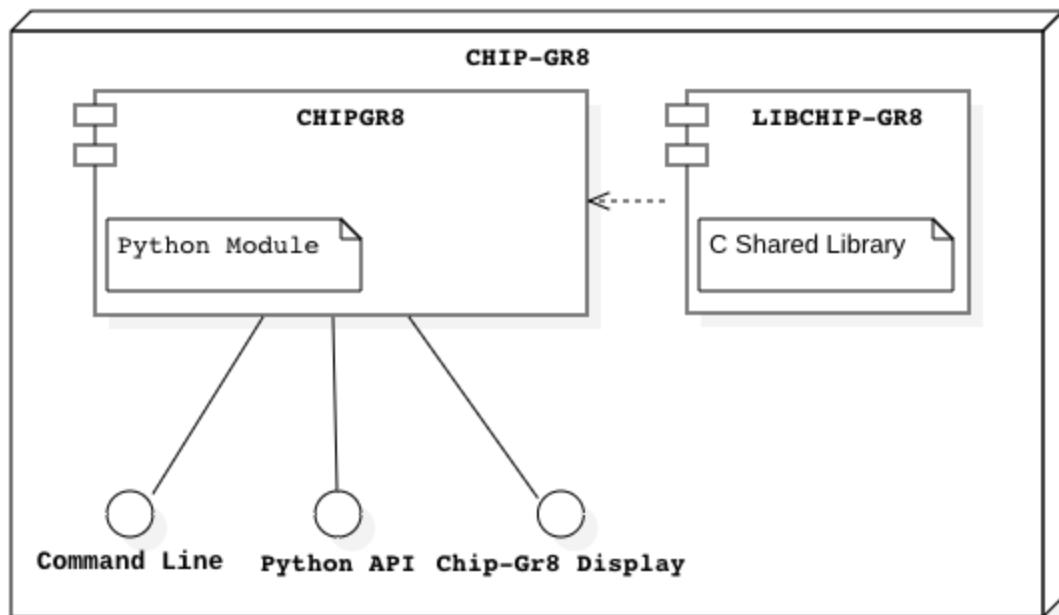 CHIP-GR8
CHIPGR8
LIBCHIP-GR8
Python Module
C Shared Library
Command Line
Python API
Chip-Gr8 Display